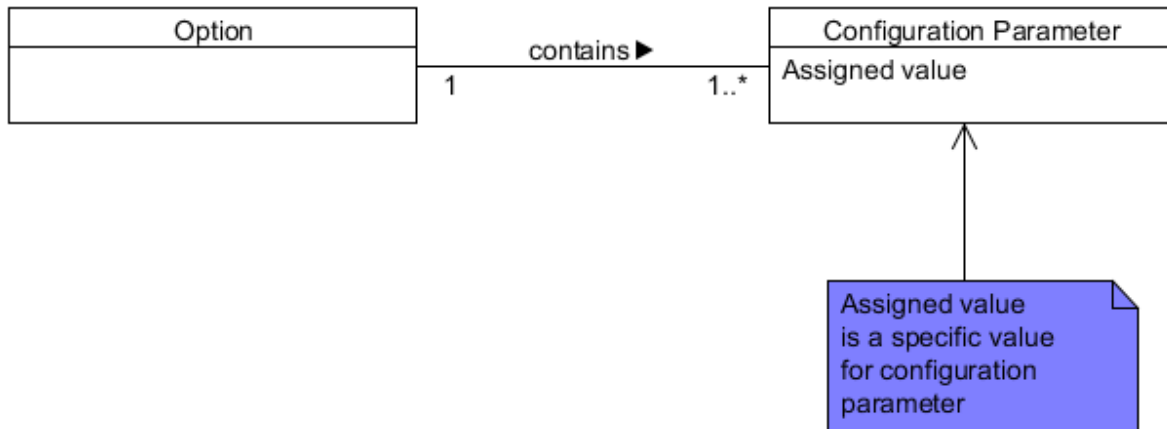 Option
contains ▶
1
1..*
Configuration Parameter
Assigned value
Assigned value
is a specific value
for configuration
parameter